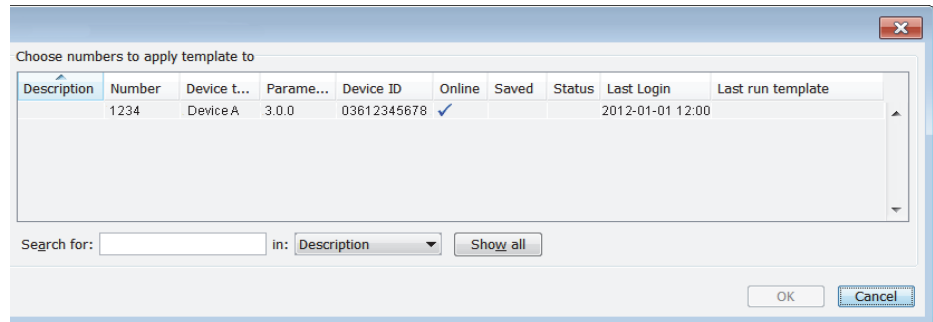 Choose numbers to apply template to
Description Number Device t... Parame... Device ID Online Saved Status Last Login Last run template
1234 Device A 3.0.0 03612345678 ✓ 2012-01-01 12:00
Search for: in: Description Show all
OK Cancel